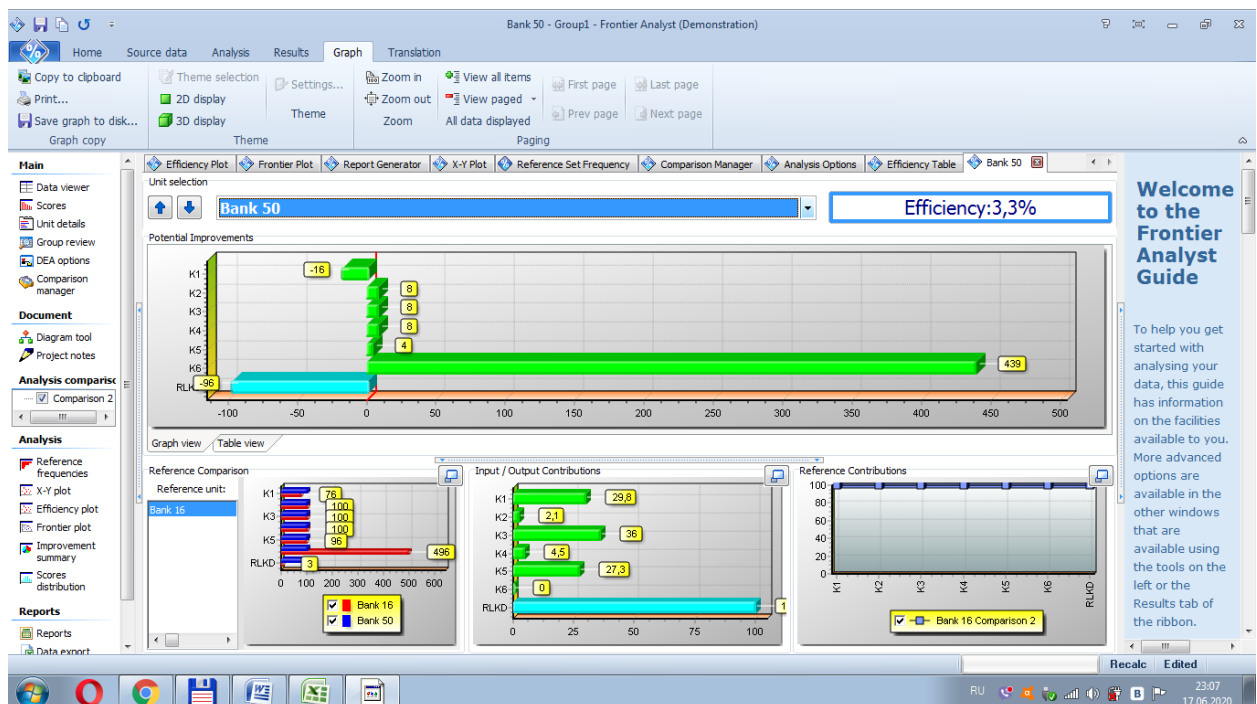 Bank 50 - Group1 - Frontier Analyst (Demonstration)
Home Source data Analysis Results Graph Translation
Copy to clipboard
Print...
Save graph to disk...
Graph copy
Theme selection
2D display
3D display
Settings...
Theme
Theme
Zoom in
Zoom out
Zoom
View all items
View paged
All data displayed
First page
Last page
Prev page
Next page
Paging
Main
Data viewer
Scores
Unit details
Group review
DEA options
Comparison
manager
Document
Diagram tool
Project notes
Analysis comparisc
Comparison 2
Analysis
Reference
frequencies
X-Y plot
Efficiency plot
Frontier plot
Improvement
summary
Scores
distribution
Reports
Reports
Data export
Efficiency Plot Frontier Plot Report Generator X-Y Plot Reference Set Frequency Comparison Manager Analysis Options Efficiency Table Bank 50
Unit selection
Bank 50
Efficiency:3,3%
Potential Improvements
K1 -16
K2 8
K3 8
K4 8
K5 4
K6 439
RLK -96
-100 -50 0 50 100 150 200 250 300 350 400 450 500
Graph view Table view
Reference Comparison
Reference unit:
Bank 16
K1 76
100
K3 100
100
K5 96
496
RLKD 3
0 100 200 300 400 500 600
Bank 16
Bank 50
Input / Output Contributions
K1 29,8
K2 2,1
K3 36
K4 4,5
K5 27,3
K6 0
RLKD 1
0 25 50 75 100
Reference Contributions
100
80
60
40
20
0
K1 K2 K3 K4 K5 K6 RLKD
Bank 16 Comparison 2
Welcome
to the
Frontier
Analyst
Guide
To help you get
started with
analysing your
data, this guide
has information
on the facilities
available to you.
More advanced
options are
available in the
other windows
that are
available using
the tools on the
left or the
Results tab of
the ribbon.
Recalc Edited
RU
B
23:07
17.06.2020